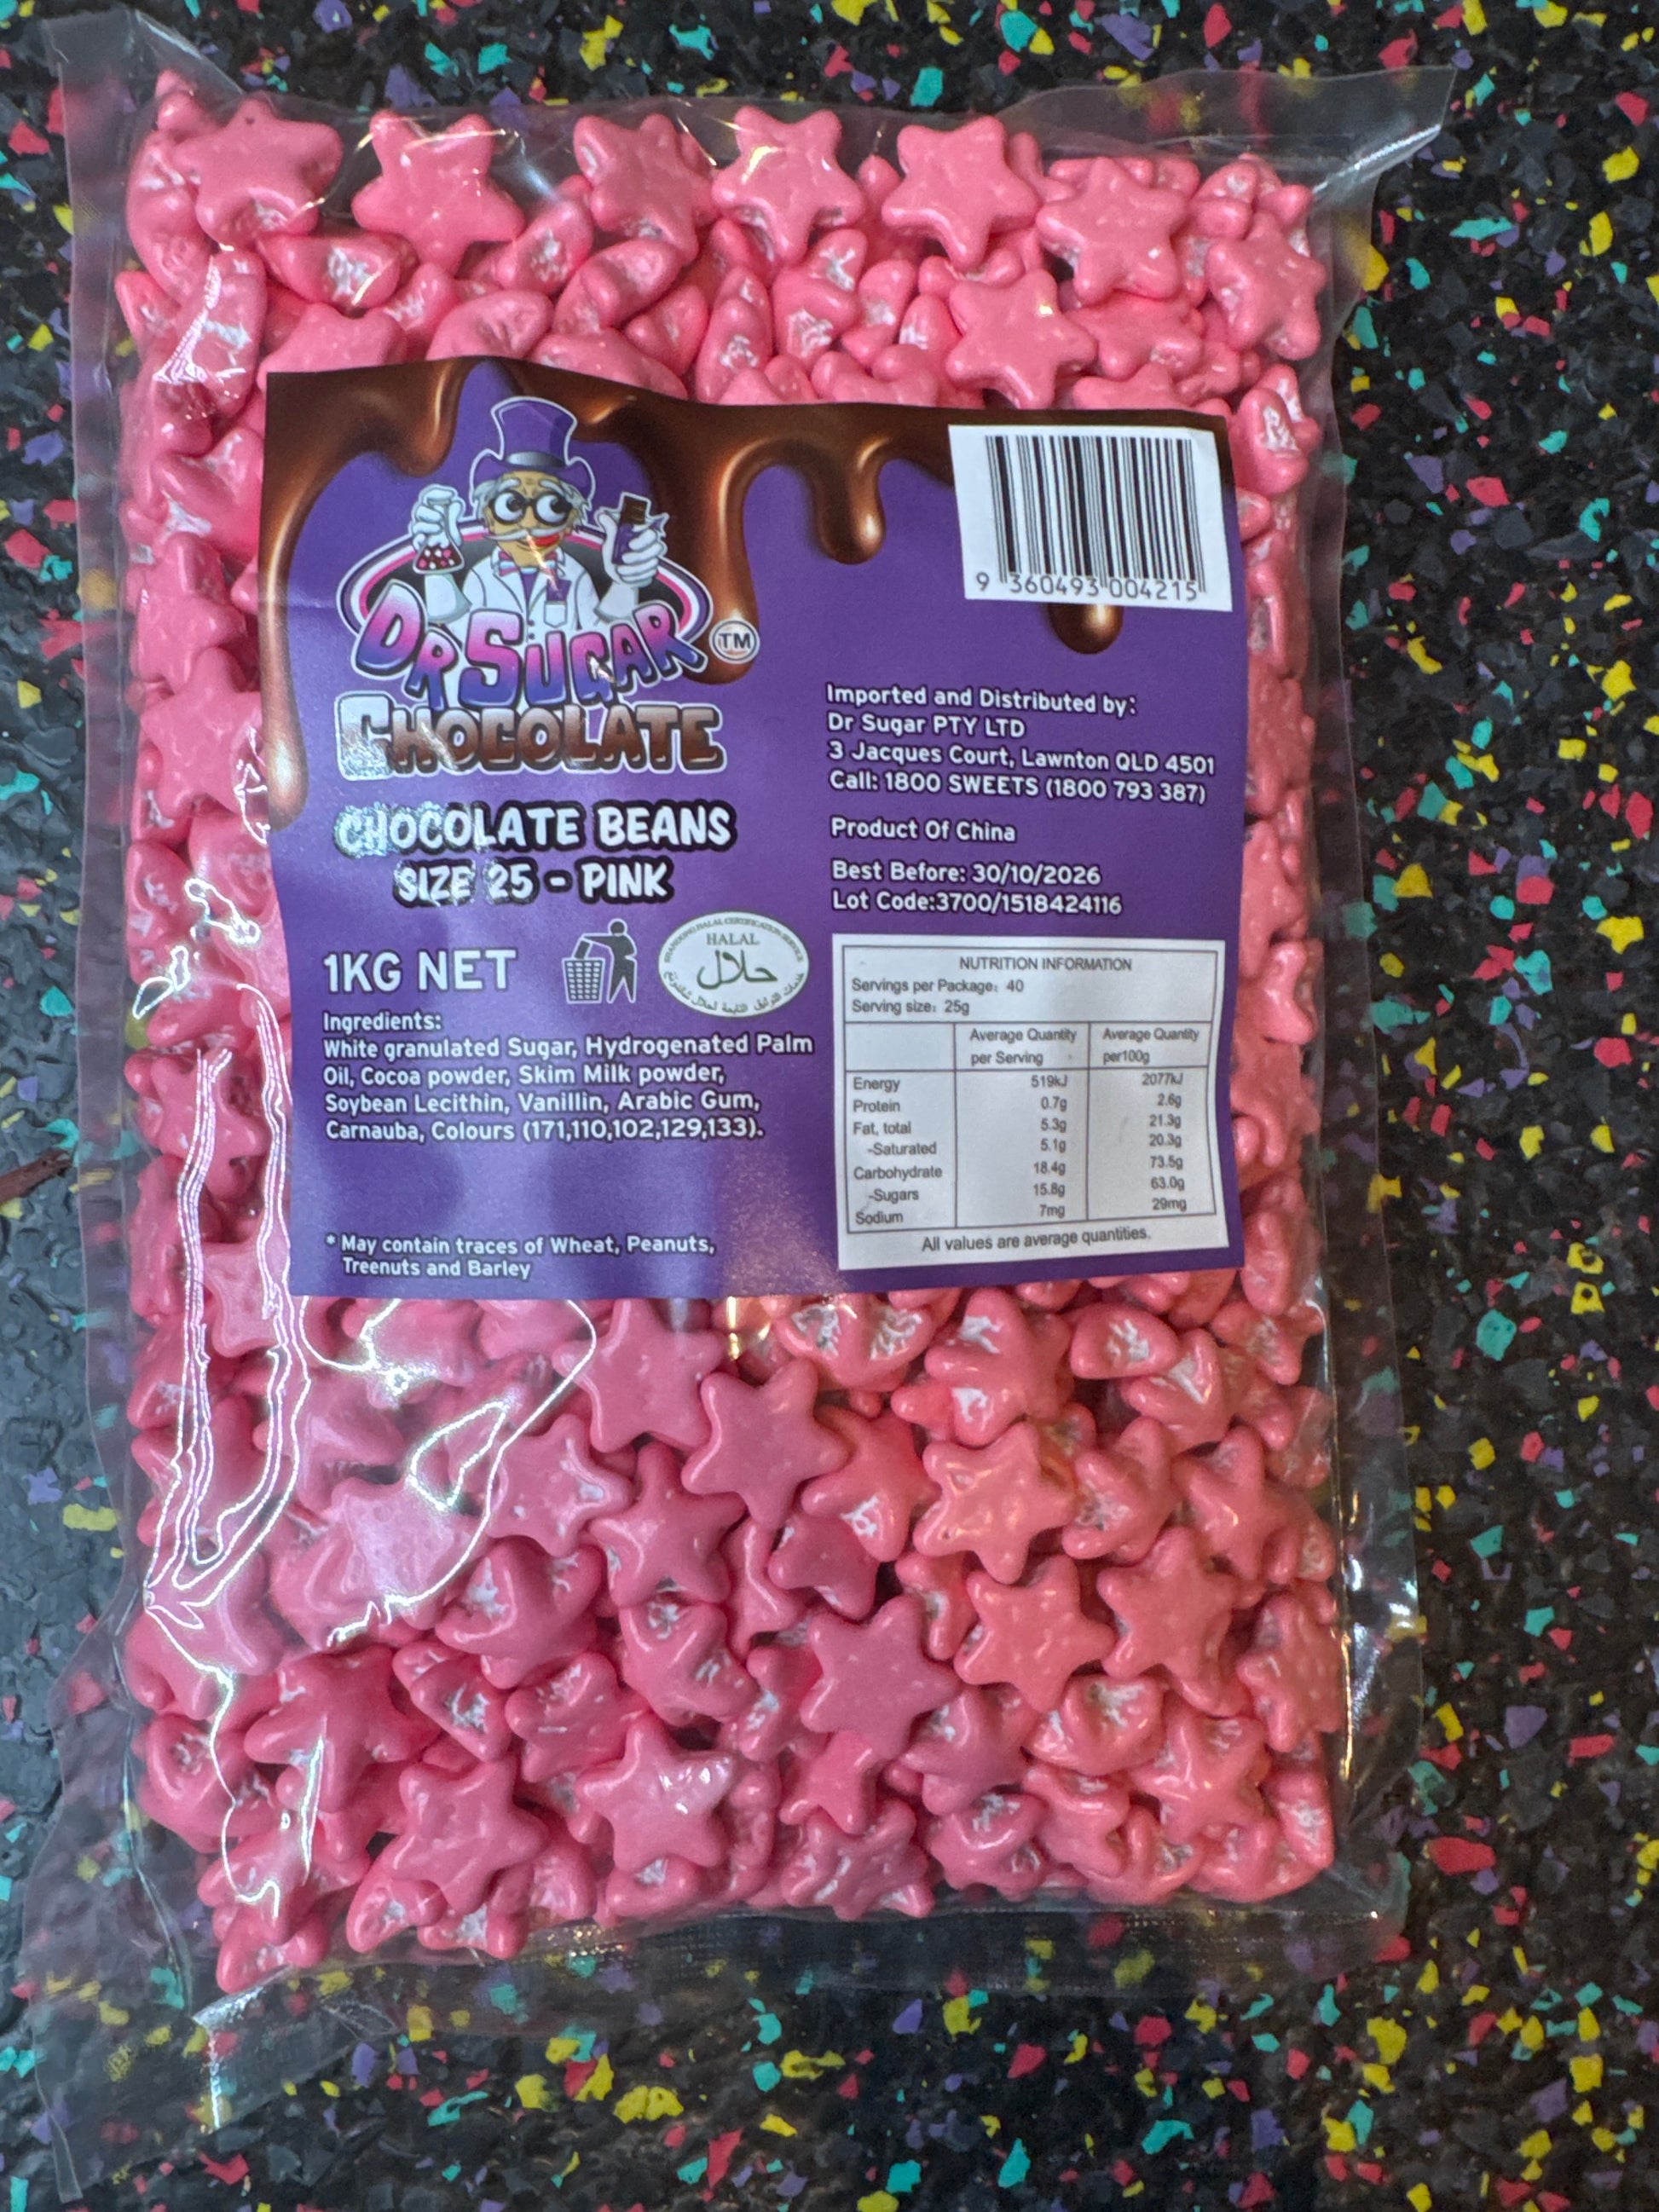 DR SUGAR TM
CHOCOLATE
CHOCOLATE BEANS
SIZE 25 - PINK
1KG NET
HALAL
حلال
Ingredients:
White granulated Sugar, Hydrogenated Palm
Oil, Cocoa powder, Skim Milk powder,
Soybean Lecithin, Vanillin, Arabic Gum,
Carnauba, Colours (171,110,102,129,133).
* May contain traces of Wheat, Peanuts,
Treenuts and Barley
9 360493 004215
Imported and Distributed by:
Dr Sugar PTY LTD
3 Jacques Court, Lawnton QLD 4501
Call: 1800 SWEETS (1800 793 387)
Product Of China
Best Before: 30/10/2026
Lot Code:3700/1518424116
NUTRITION INFORMATION
Servings per Package: 40
Serving size: 25g
Average Quantity Average Quantity
per Serving per100g
Energy 519kJ 2077kJ
Protein 0.7g 2.6g
Fat, total 5.3g 21.3g
-Saturated 5.1g 20.3g
Carbohydrate 18.4g 73.5g
-Sugars 15.8g 63.0g
Sodium 7mg 29mg
All values are average quantities.